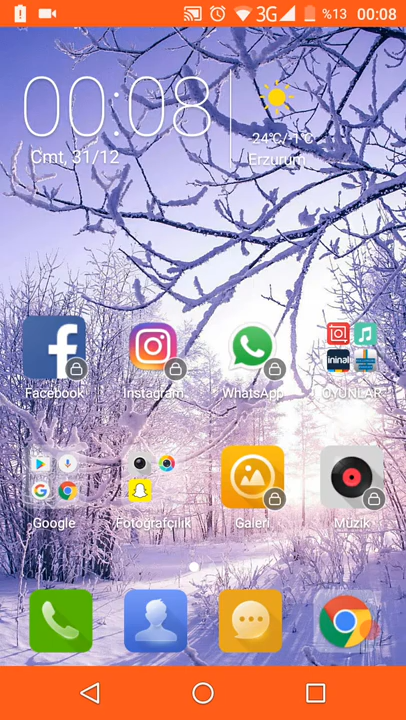 3G %13 00:08
00:08
Cmt, 31/12
24°C/-1°C
Erzurum
Facebook
Instagram
WhatsApp
ininal
OYUNLAR
Google
Fotoğrafçılık
Galeri
Müzik